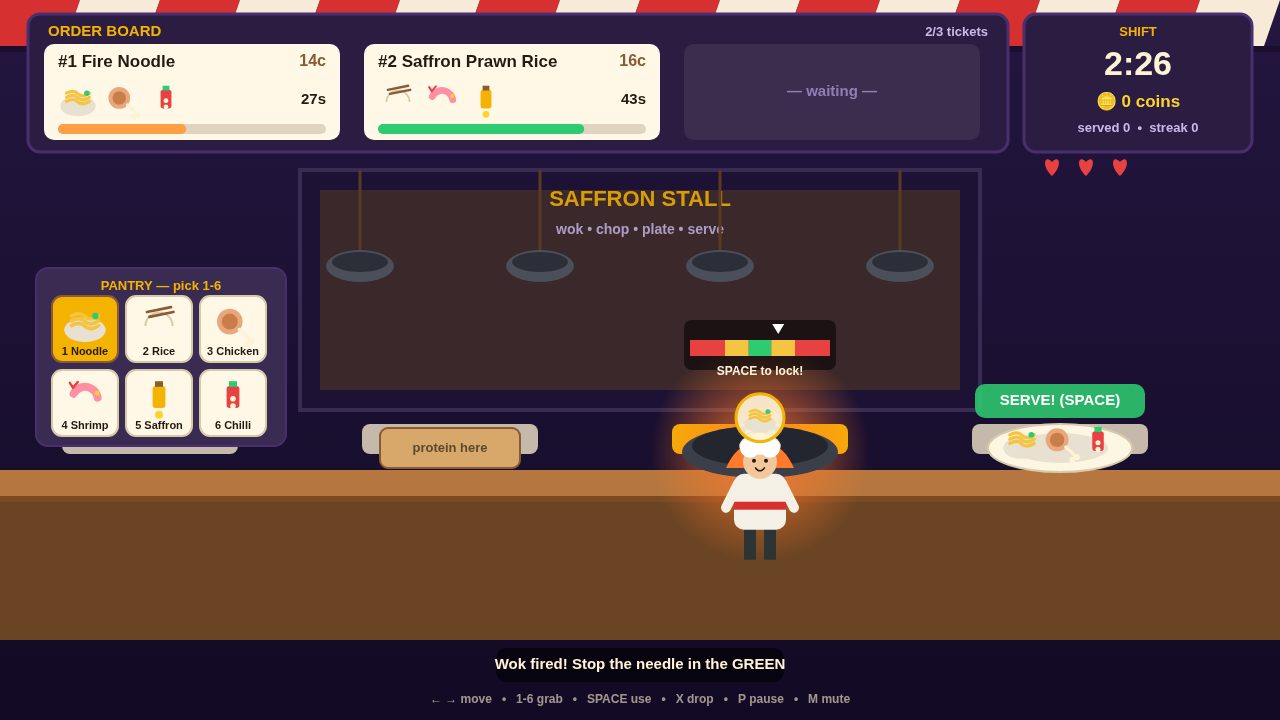 ORDER BOARD
2/3 tickets
#1 Fire Noodle
14c
27s
#2 Saffron Prawn Rice
16c
43s
— waiting —
SHIFT
2:26
🪙 0 coins
served 0 • streak 0
SAFFRON STALL
wok • chop • plate • serve
PANTRY — pick 1-6
1 Noodle
2 Rice
3 Chicken
4 Shrimp
5 Saffron
6 Chilli
SPACE to lock!
protein here
SERVE! (SPACE)
Wok fired! Stop the needle in the GREEN
← → move • 1-6 grab • SPACE use • X drop • P pause • M mute